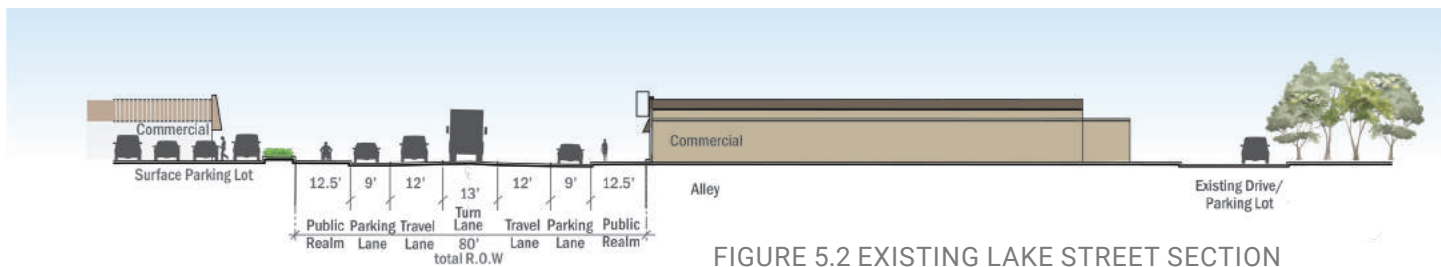 Commercial
Commercial
Surface Parking Lot
12.5' 9' 12' 13' 12' 9' 12.5'
Alley
Existing Drive/
Parking Lot
Public Realm
Parking Lane
Travel Lane
Turn Lane
Travel Lane
Parking Lane
Public Realm
80'
total R.O.W
FIGURE 5.2 EXISTING LAKE STREET SECTION